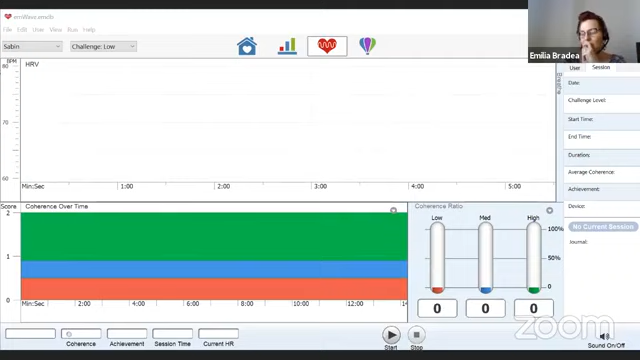 emWave.emdb
File Edit User View Run Help
Sabin
Challenge: Low
Emilia Bradea
BPM
HRV
80
70
60
Min:Sec 1:00 2:00 3:00 4:00 5:00
Breathe
User Session
Date:
Challenge Level:
Start Time:
End Time:
Duration:
Average Coherence:
Achievement:
Device:
No Current Session
Journal:
Score
Coherence Over Time
2
1
0
Min:Sec 2:00 4:00 6:00 8:00 10:00 12:00 14
Coherence Ratio
Low Med High
100%
50%
0
0 0 0
Coherence
Achievement
Session Time
Current HR
Start
Stop
zoom
Sound On/Off